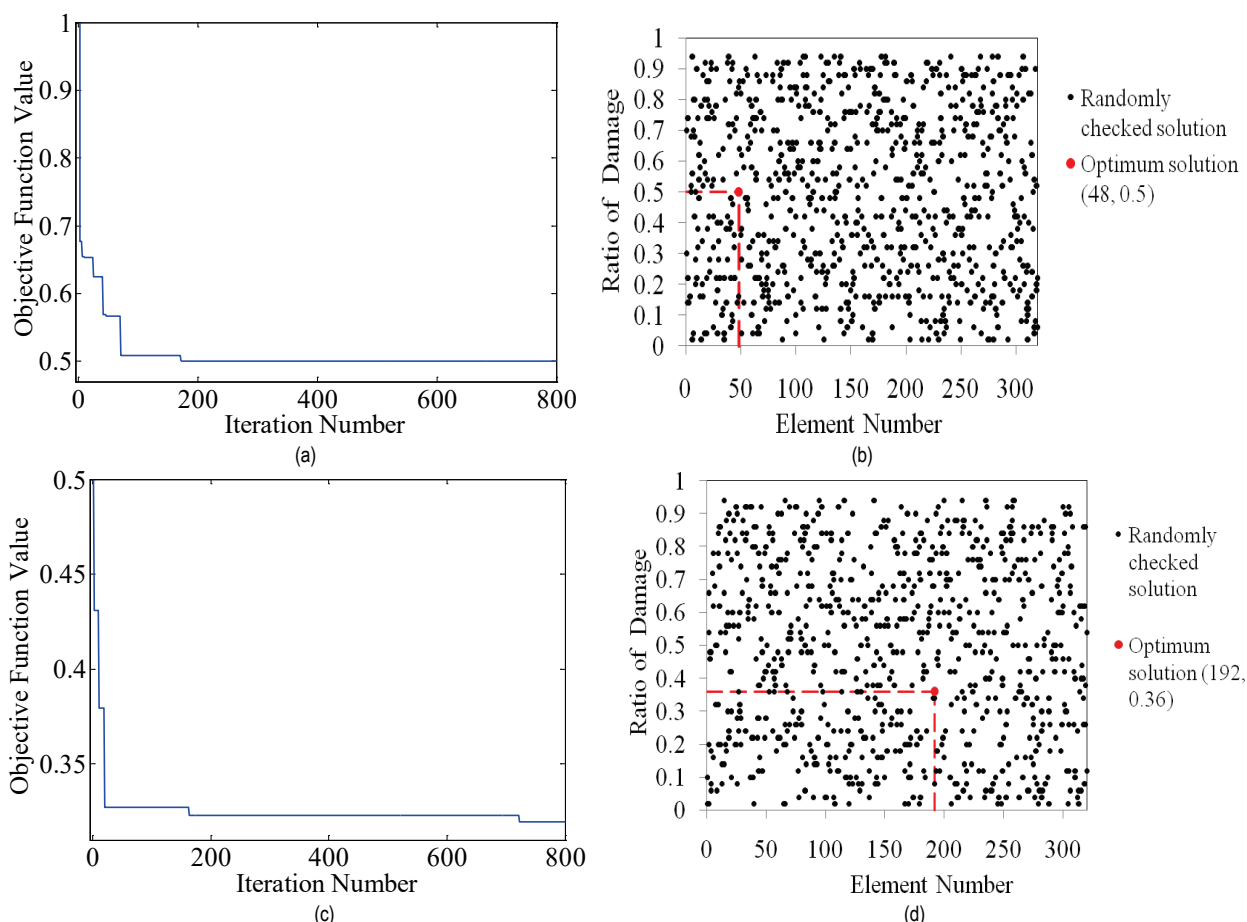 1
0.9
0.8
0.7
0.6
0.5
Objective Function Value
0
200
400
600
800
Iteration Number
(a)
1
0.9
0.8
0.7
0.6
0.5
0.4
0.3
0.2
0.1
0
Ratio of Damage
0
50
100
150
200
250
300
Element Number
(b)
Randomly
checked solution
Optimum solution
(48, 0.5)
0.5
0.45
0.4
0.35
Objective Function Value
0
200
400
600
800
Iteration Number
(c)
1
0.9
0.8
0.7
0.6
0.5
0.4
0.3
0.2
0.1
0
Ratio of Damage
0
50
100
150
200
250
300
Element Number
(d)
Randomly
checked
solution
Optimum
solution (192,
0.36)